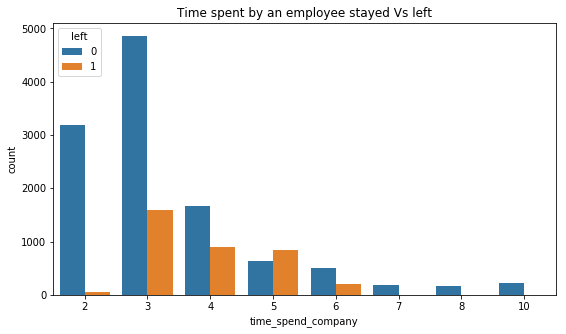 Time spent by an employee stayed Vs left
left
0
1
5000
4000
3000
2000
1000
0
count
2 3 4 5 6 7 8 10
time_spend_company